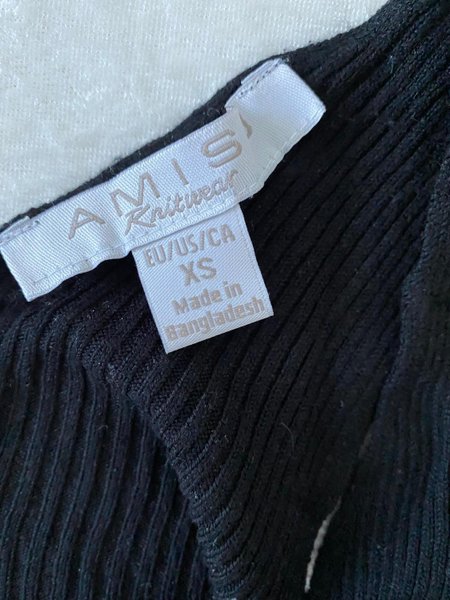 AMISU
Knitwear
EU/US/CA
XS
Made in
Bangladesh